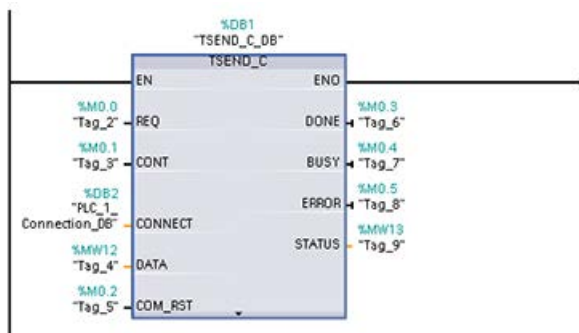 %DB1
"TSEND_C_DB"
TSEND_C
EN ENO
%M0.0 %M0.3
"Tag_2" REQ DONE "Tag_6"
%M0.1 %M0.4
"Tag_3" CONT BUSY "Tag_7"
%DB2 %M0.5
"PLC_1_ ERROR "Tag_8"
Connection_DB" CONNECT %MW13
%MW12 STATUS "Tag_9"
"Tag_4" DATA
%M0.2
"Tag_5" COM_RST